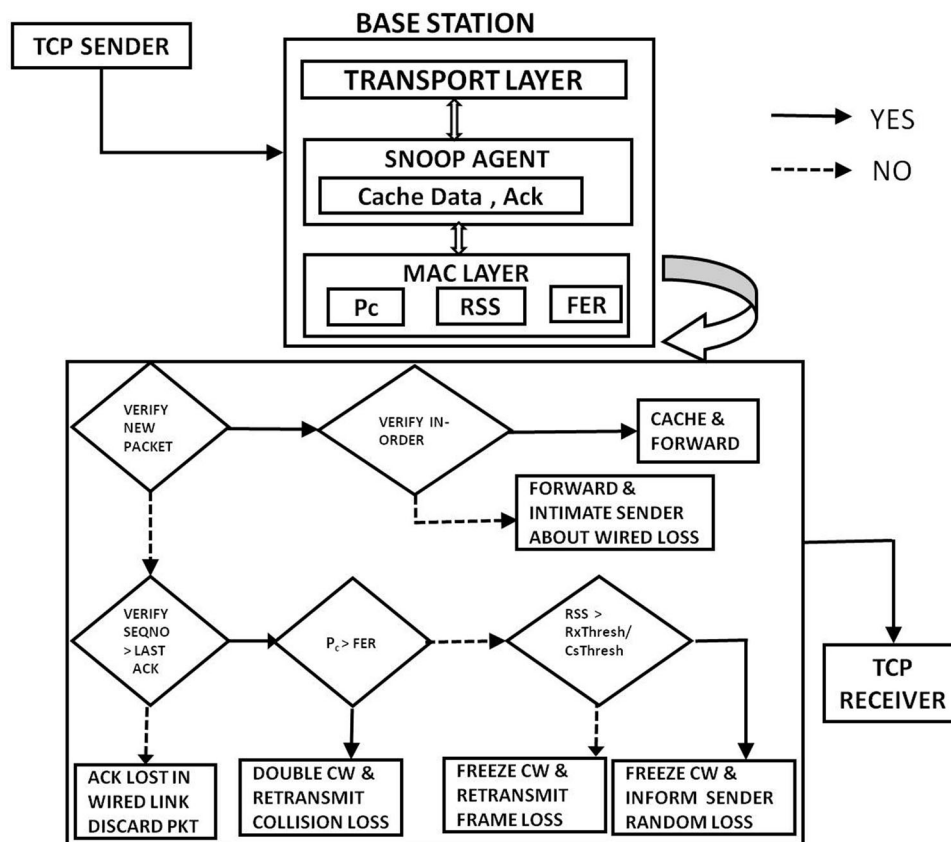 BASE STATION
TCP SENDER
TRANSPORT LAYER
YES
SNOOP AGENT
NO
Cache Data , Ack
MAC LAYER
Pc
RSS
FER
VERIFY
NEW
PACKET
VERIFY IN-
ORDER
CACHE &
FORWARD
FORWARD &
INTIMATE SENDER
ABOUT WIRED LOSS
VERIFY
SEQNO
> LAST
ACK
Pc > FER
RSS >
RxThresh/
CsThresh
TCP
RECEIVER
ACK LOST IN
WIRED LINK
DISCARD PKT
DOUBLE CW &
RETRANSMIT
COLLISION LOSS
FREEZE CW &
RETRANSMIT
FRAME LOSS
FREEZE CW &
INFORM SENDER
RANDOM LOSS